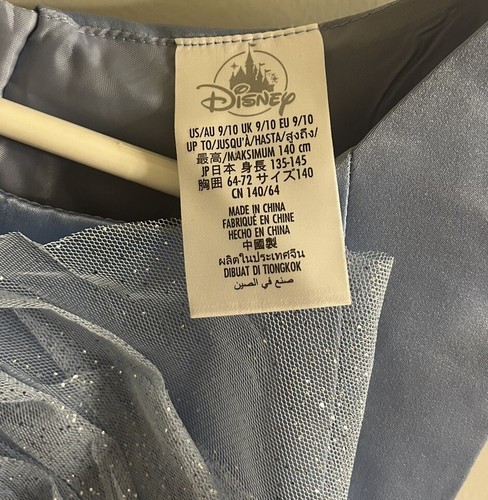 Disney
US/AU 9/10 UK 9/10 EU 9/10
UP TO/JUSQU'À/HASTA/สูงถึง/
最高/MAKSIMUM 140 cm
JP日本 身長 135-145
胸囲 64-72 サイズ140
CN 140/64
MADE IN CHINA
FABRIQUÉ EN CHINE
HECHO EN CHINA
中國製
ผลิตในประเทศจีน
DIBUAT DI TIONGKOK
صنع في الصين